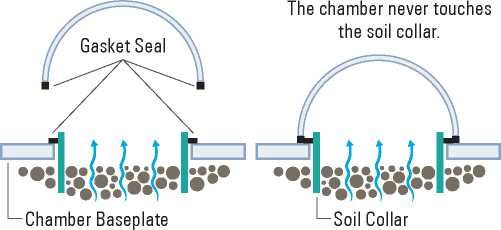 Gasket Seal
Chamber Baseplate
The chamber never touches
the soil collar.
Soil Collar